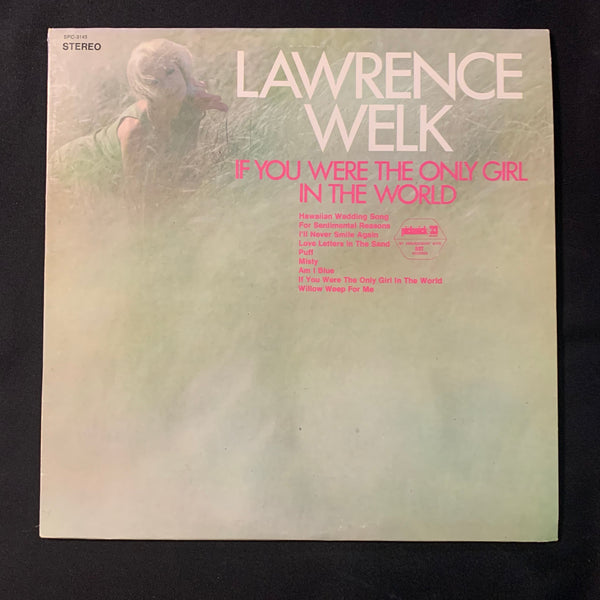 SPC-3145
STEREO
LAWRENCE
WELK
IF YOU WERE THE ONLY GIRL
IN THE WORLD
Hawaiian Wedding Song
For Sentimental Reasons
I'll Never Smile Again
Love Letters In The Sand
Puff
Misty
Am I Blue
If You Were The Only Girl In The World
Willow Weep For Me
pickwick 33